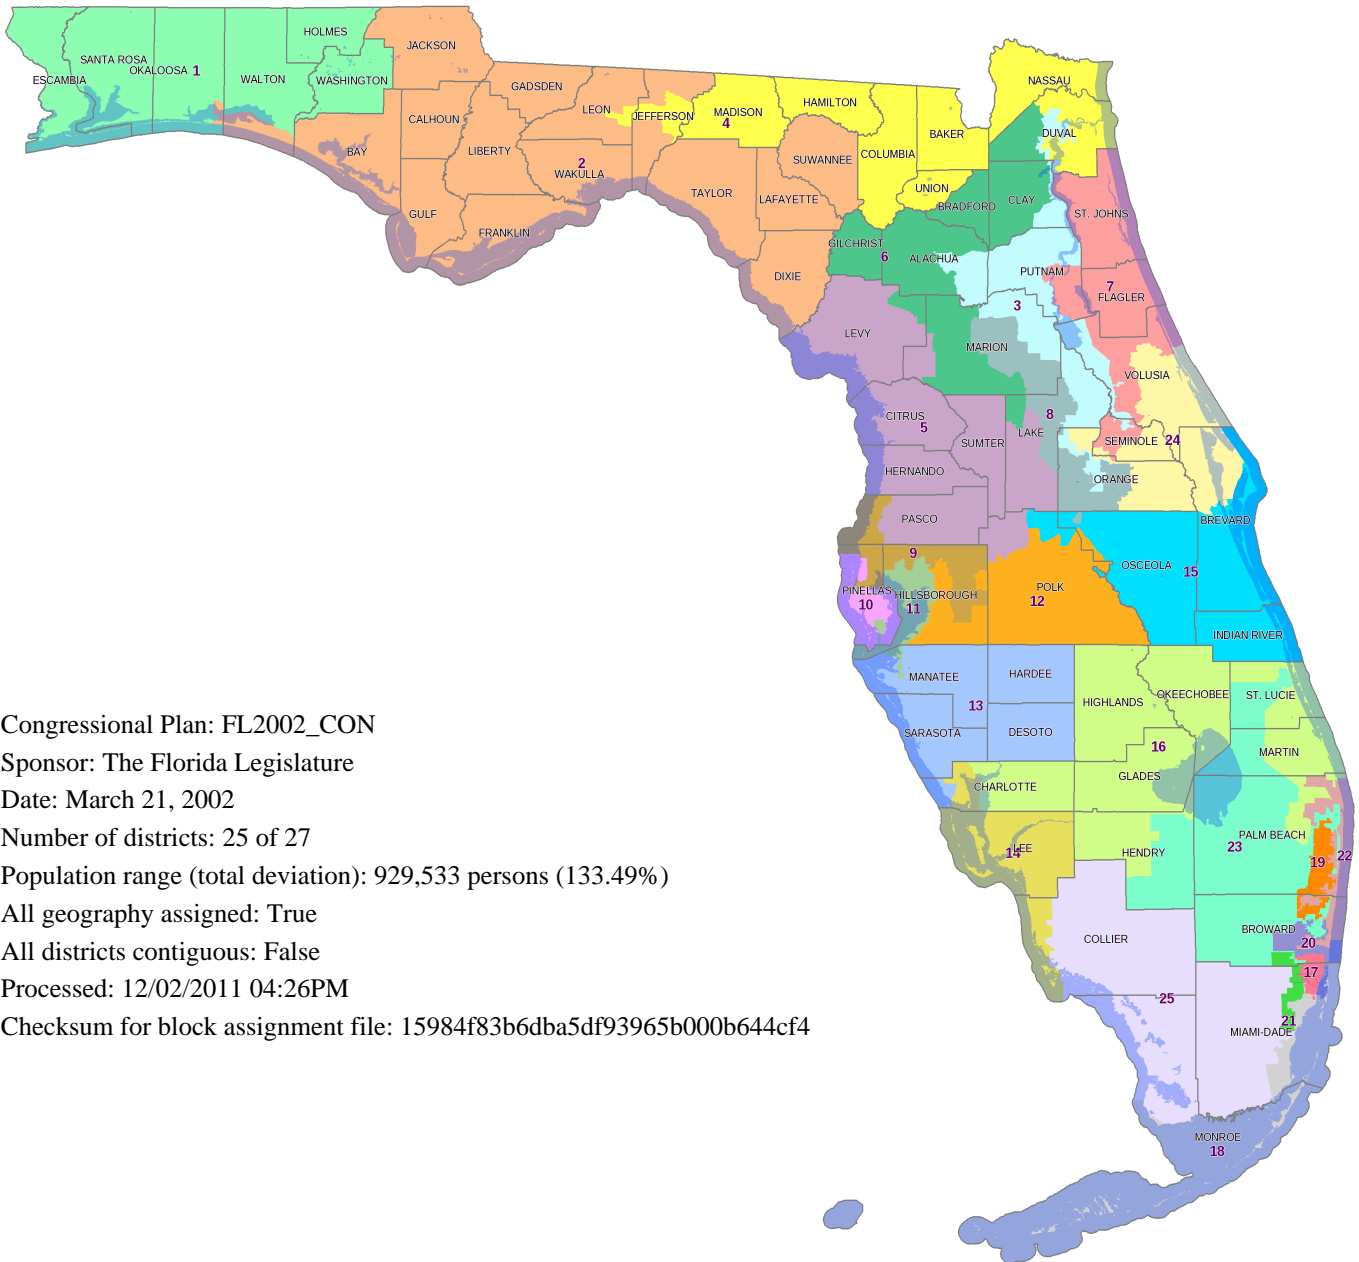 HOLMES
JACKSON
SANTA ROSA
OKALOOSA 1
ESCAMBIA
WALTON
WASHINGTON
GADSDEN
LEON
JEFFERSON
MADISON
4
HAMILTON
NASSAU
DUVAL
BAKER
COLUMBIA
CALHOUN
BAY
LIBERTY
2
WAKULLA
SUWANNEE
TAYLOR
LAFAYETTE
UNION
BRADFORD
CLAY
ST. JOHNS
GULF
FRANKLIN
GILCHRIST
6
ALACHUA
DIXIE
PUTNAM
7
FLAGLER
3
LEVY
MARION
VOLUSIA
CITRUS
5
8
SUMTER
LAKE
SEMINOLE
24
HERNANDO
ORANGE
PASCO
BREVARD
9
OSCEOLA
15
PINELLAS
10
HILLSBOROUGH
11
POLK
12
INDIAN RIVER
MANATEE
HARDEE
HIGHLANDS
OKEECHOBEE
ST. LUCIE
13
SARASOTA
DESOTO
16
MARTIN
GLADES
CHARLOTTE
14
LEE
HENDRY
23
PALM BEACH
19
22
COLLIER
BROWARD
20
17
25
21
MIAMI-DADE
MONROE
18
Congressional Plan: FL2002_CON
Sponsor: The Florida Legislature
Date: March 21, 2002
Number of districts: 25 of 27
Population range (total deviation): 929,533 persons (133.49%)
All geography assigned: True
All districts contiguous: False
Processed: 12/02/2011 04:26PM
Checksum for block assignment file: 15984f83b6dba5df93965b000b644cf4